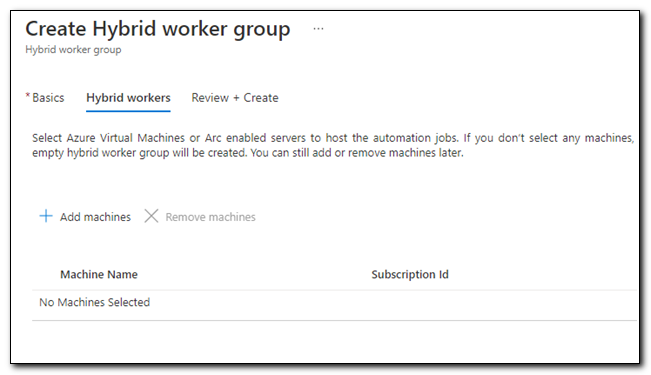 Create Hybrid worker group ...
Hybrid worker group
* Basics Hybrid workers Review + Create
Select Azure Virtual Machines or Arc enabled servers to host the automation jobs. If you don't select any machines,
empty hybrid worker group will be created. You can still add or remove machines later.
Add machines Remove machines
Machine Name Subscription Id
No Machines Selected